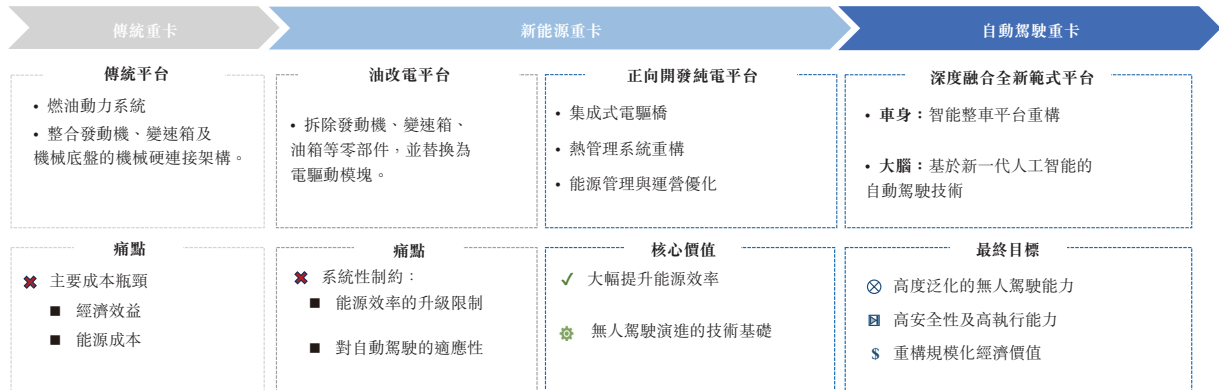 傳統重卡
新能源重卡
自動駕駛重卡
傳統平台
• 燃油動力系統
• 整合發動機、變速箱及
機械底盤的機械硬連接架構。
油改電平台
• 拆除發動機、變速箱、
油箱等零部件，並替換為
電驅動模塊。
正向開發純電平台
• 集成式電驅橋
• 熱管理系統重構
• 能源管理與運營優化
深度融合全新範式平台
• 車身：智能整車平台重構
• 大腦：基於新一代人工智能的
自動駕駛技術
痛點
主要成本瓶頸
■ 經濟效益
■ 能源成本
痛點
系統性制約：
■ 能源效率的升級限制
■ 對自動駕駛的適應性
核心價值
大幅提升能源效率
無人駕駛演進的技術基礎
最終目標
高度泛化的無人駕駛能力
高安全性及高執行能力
$ 重構規模化經濟價值